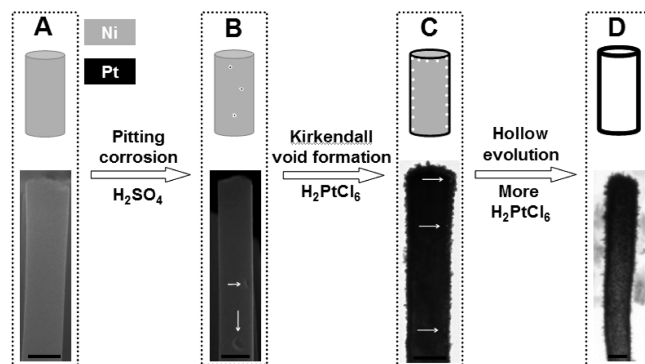 A
Ni
Pt
B
C
D
Pitting
corrosion
H₂SO₄
Kirkendall
void formation
H₂PtCl₆
Hollow
evolution
More
H₂PtCl₆